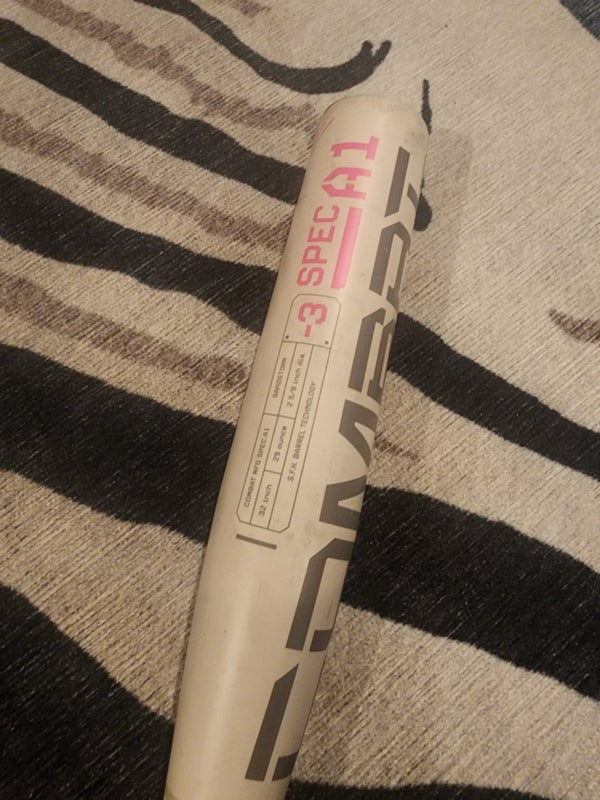 -3 SPEC A1
COMBAT MFG SPEC.A1 SANDSTORM
32 inch 29 ounce 2 5/8 inch dia
S.F.X. BARREL TECHNOLOGY
COMBAT